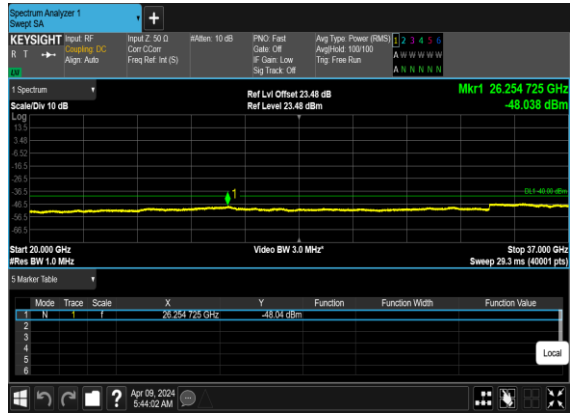 Spectrum Analyzer 1
Swept SA
KEYSIGHT Input: RF Input Z: 50 Ω #Atten: 10 dB PNO: Fast Avg Type: Power (RMS) 1 2 3 4 5 6
R T Coupling: DC Corr CCorr Gate: Off Avg|Hold: 100/100 A W W W W W
Align: Auto Freq Ref: Int (S) IF Gain: Low Trig: Free Run
LW Sig Track: Off A N N N N N
1 Spectrum Ref Lvl Offset 23.48 dB Mkr1 26.254 725 GHz
Scale/Div 10 dB Ref Level 23.48 dBm -48.038 dBm
Log
13.5
3.48
-6.52
-16.5
-26.5
-36.5 1 DL1 -40.00 dBm
-46.5
-56.5
-66.5
Start 20.000 GHz Video BW 3.0 MHz* Stop 37.000 GHz
#Res BW 1.0 MHz Sweep 29.3 ms (40001 pts)
5 Marker Table
Mode Trace Scale X Y Function Function Width Function Value
1 N 1 f 26.254 725 GHz -48.04 dBm
2
3
4
5
6
Local
? Apr 09, 2024
5:44:02 AM